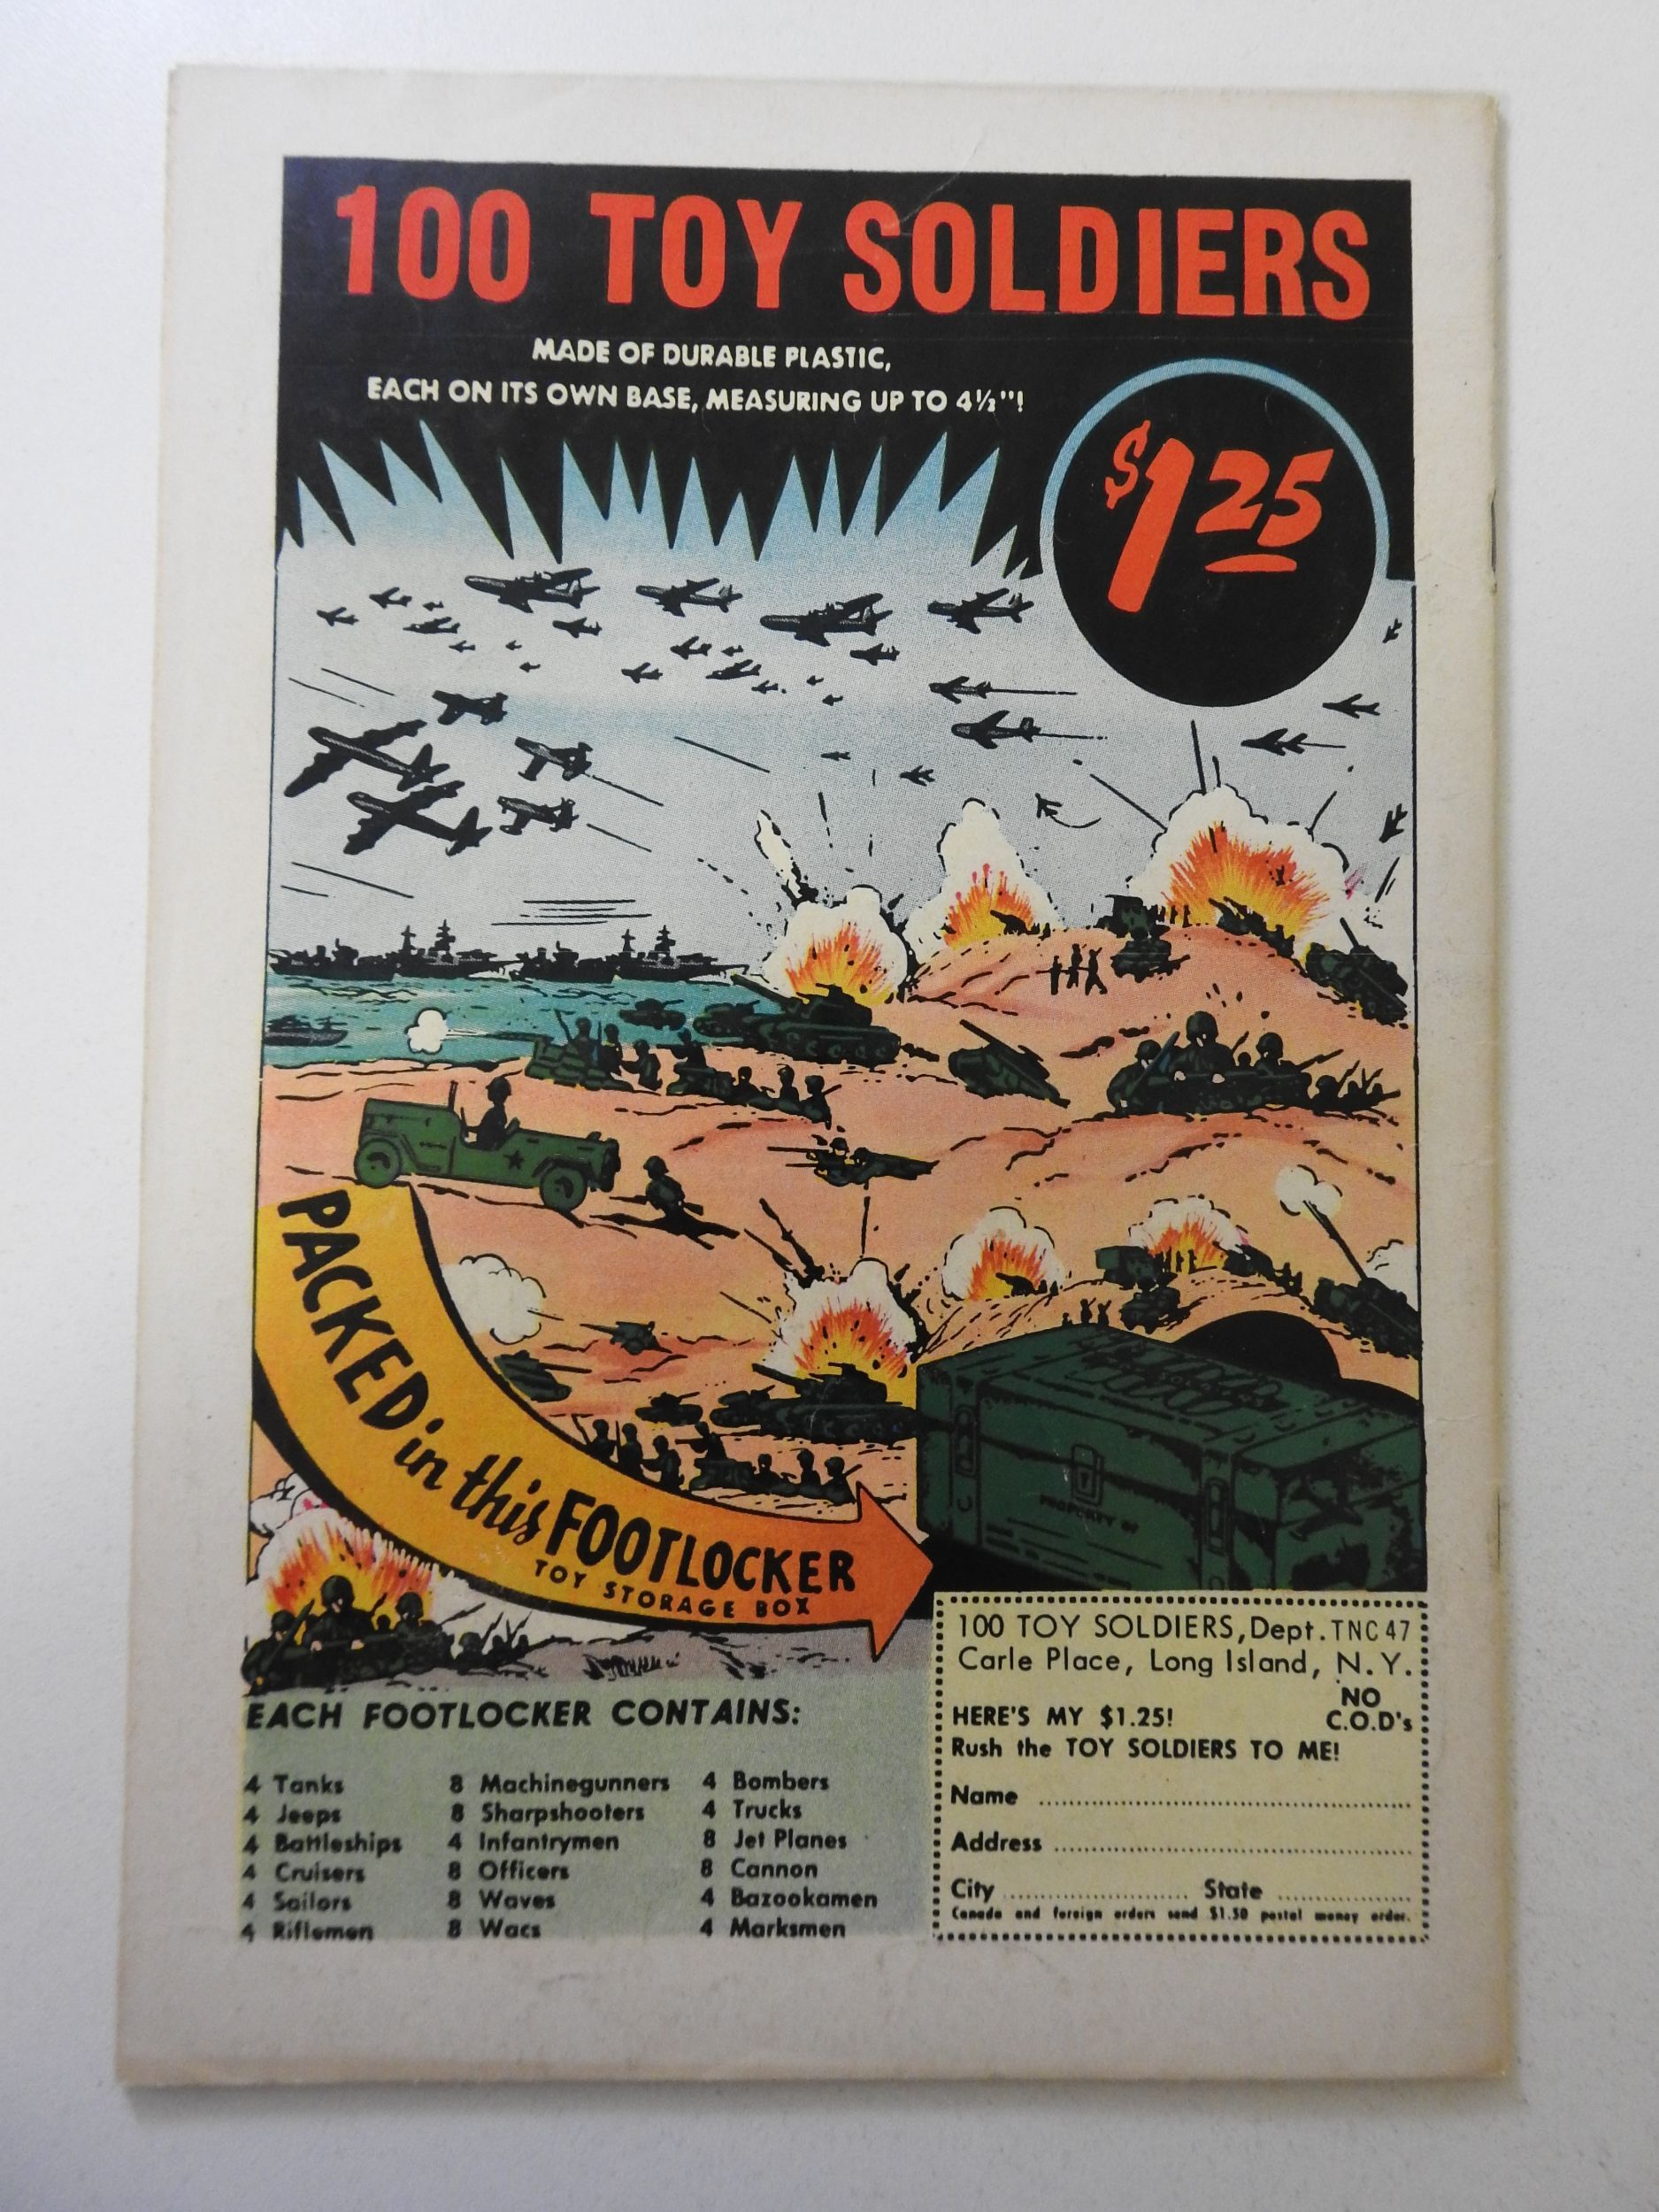 100 TOY SOLDIERS
MADE OF DURABLE PLASTIC,
EACH ON ITS OWN BASE, MEASURING UP TO 4½"!
$1 25
PACKED in this FOOTLOCKER
TOY STORAGE BOX
PROPERTY OF
EACH FOOTLOCKER CONTAINS:
4 Tanks
4 Jeeps
4 Battleships
4 Cruisers
4 Sailors
4 Riflemen
8 Machinegunners
8 Sharpshooters
4 Infantrymen
8 Officers
8 Waves
8 Wacs
4 Bombers
4 Trucks
8 Jet Planes
8 Cannon
4 Bazookamen
4 Marksmen
100 TOY SOLDIERS, Dept. TNC 47
Carle Place, Long Island, N.Y.
NO
HERE'S MY $1.25! C.O.D's
Rush the TOY SOLDIERS TO ME!
Name
Address
City State
Canada and foreign orders send $1.50 postal money order.